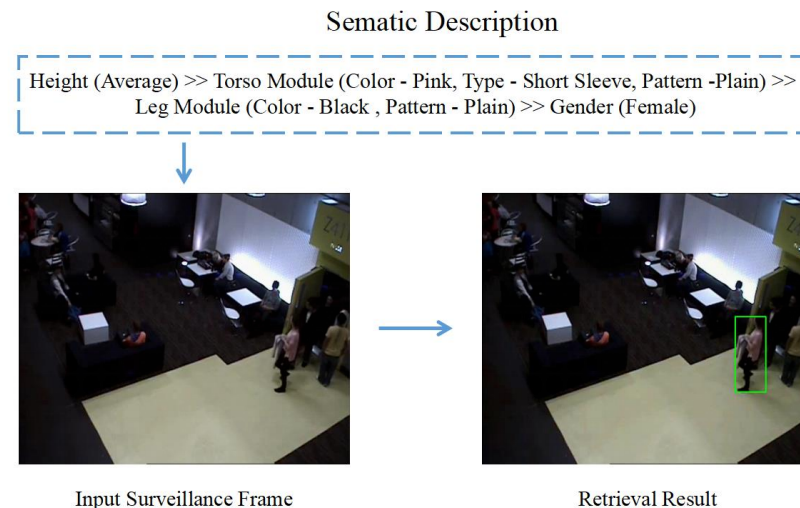 Sematic Description
Height (Average) >> Torso Module (Color - Pink, Type - Short Sleeve, Pattern -Plain) >>
Leg Module (Color - Black , Pattern - Plain) >> Gender (Female)
Input Surveillance Frame
Retrieval Result